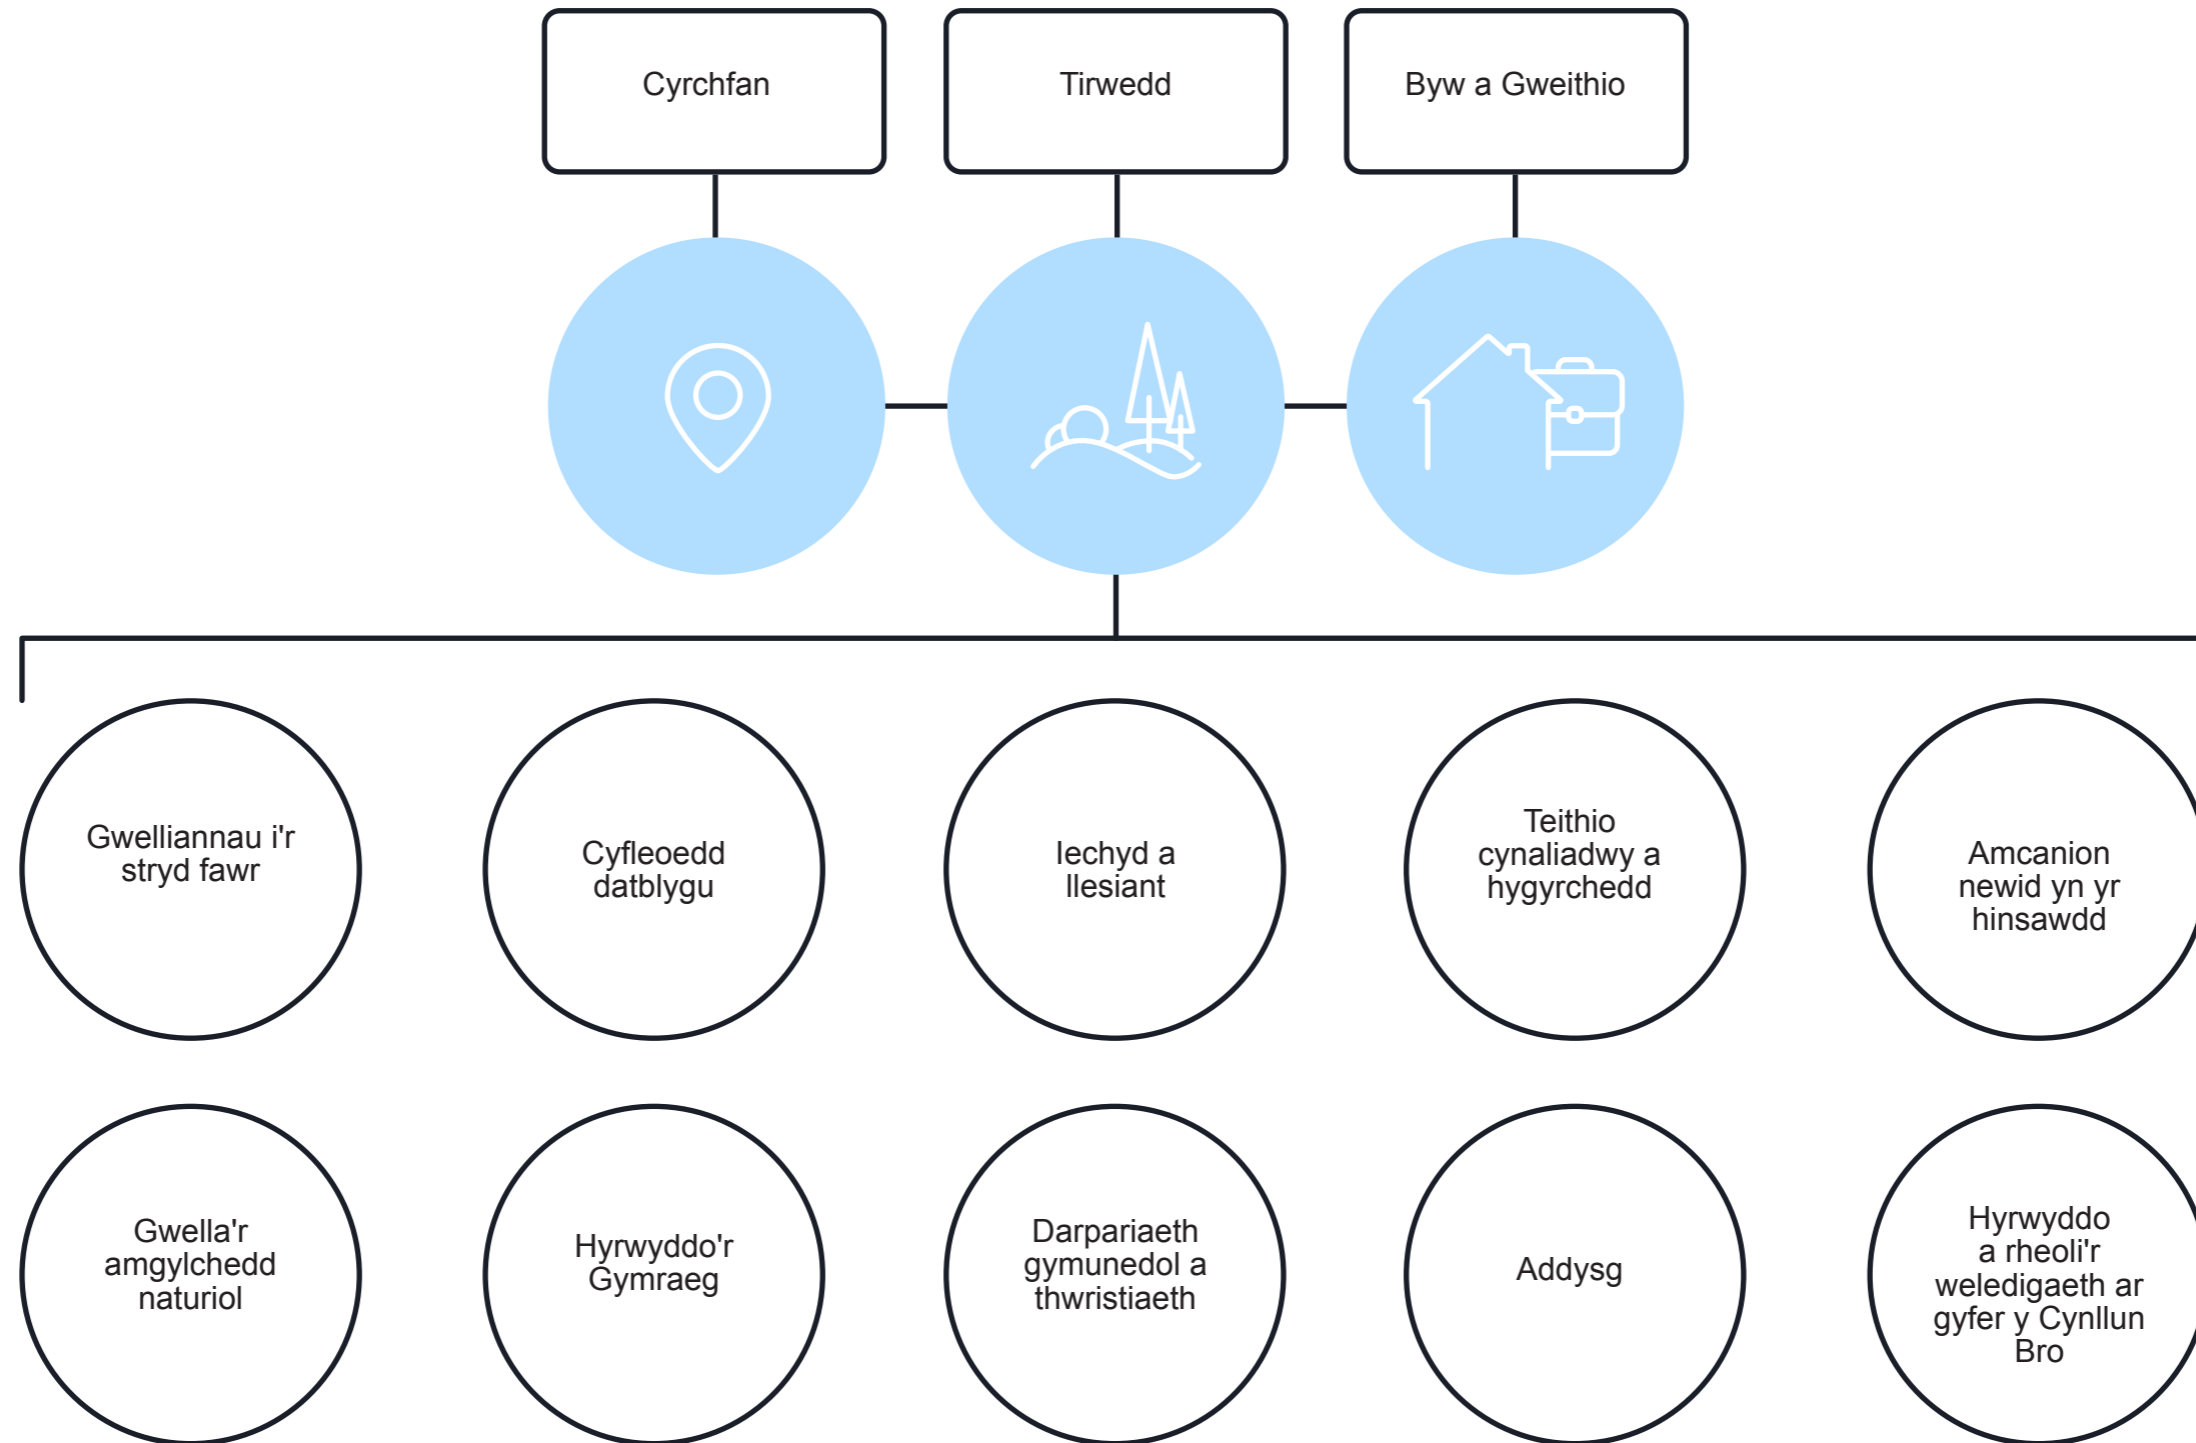 Cyrchfan
Tirwedd
Byw a Gweithio
Gwelliannau i'r
stryd fawr
Cyfleoedd
datblygu
Iechyd a
llesiant
Teithio
cynaliadwy a
hygyrchedd
Amcanion
newid yn yr
hinsawdd
Gwella'r
amgylchedd
naturiol
Hyrwyddo'r
Gymraeg
Darpariaeth
gymunedol a
thwristiaeth
Addysg
Hyrwyddo
a rheoli'r
weledigaeth ar
gyfer y Cynllun
Bro